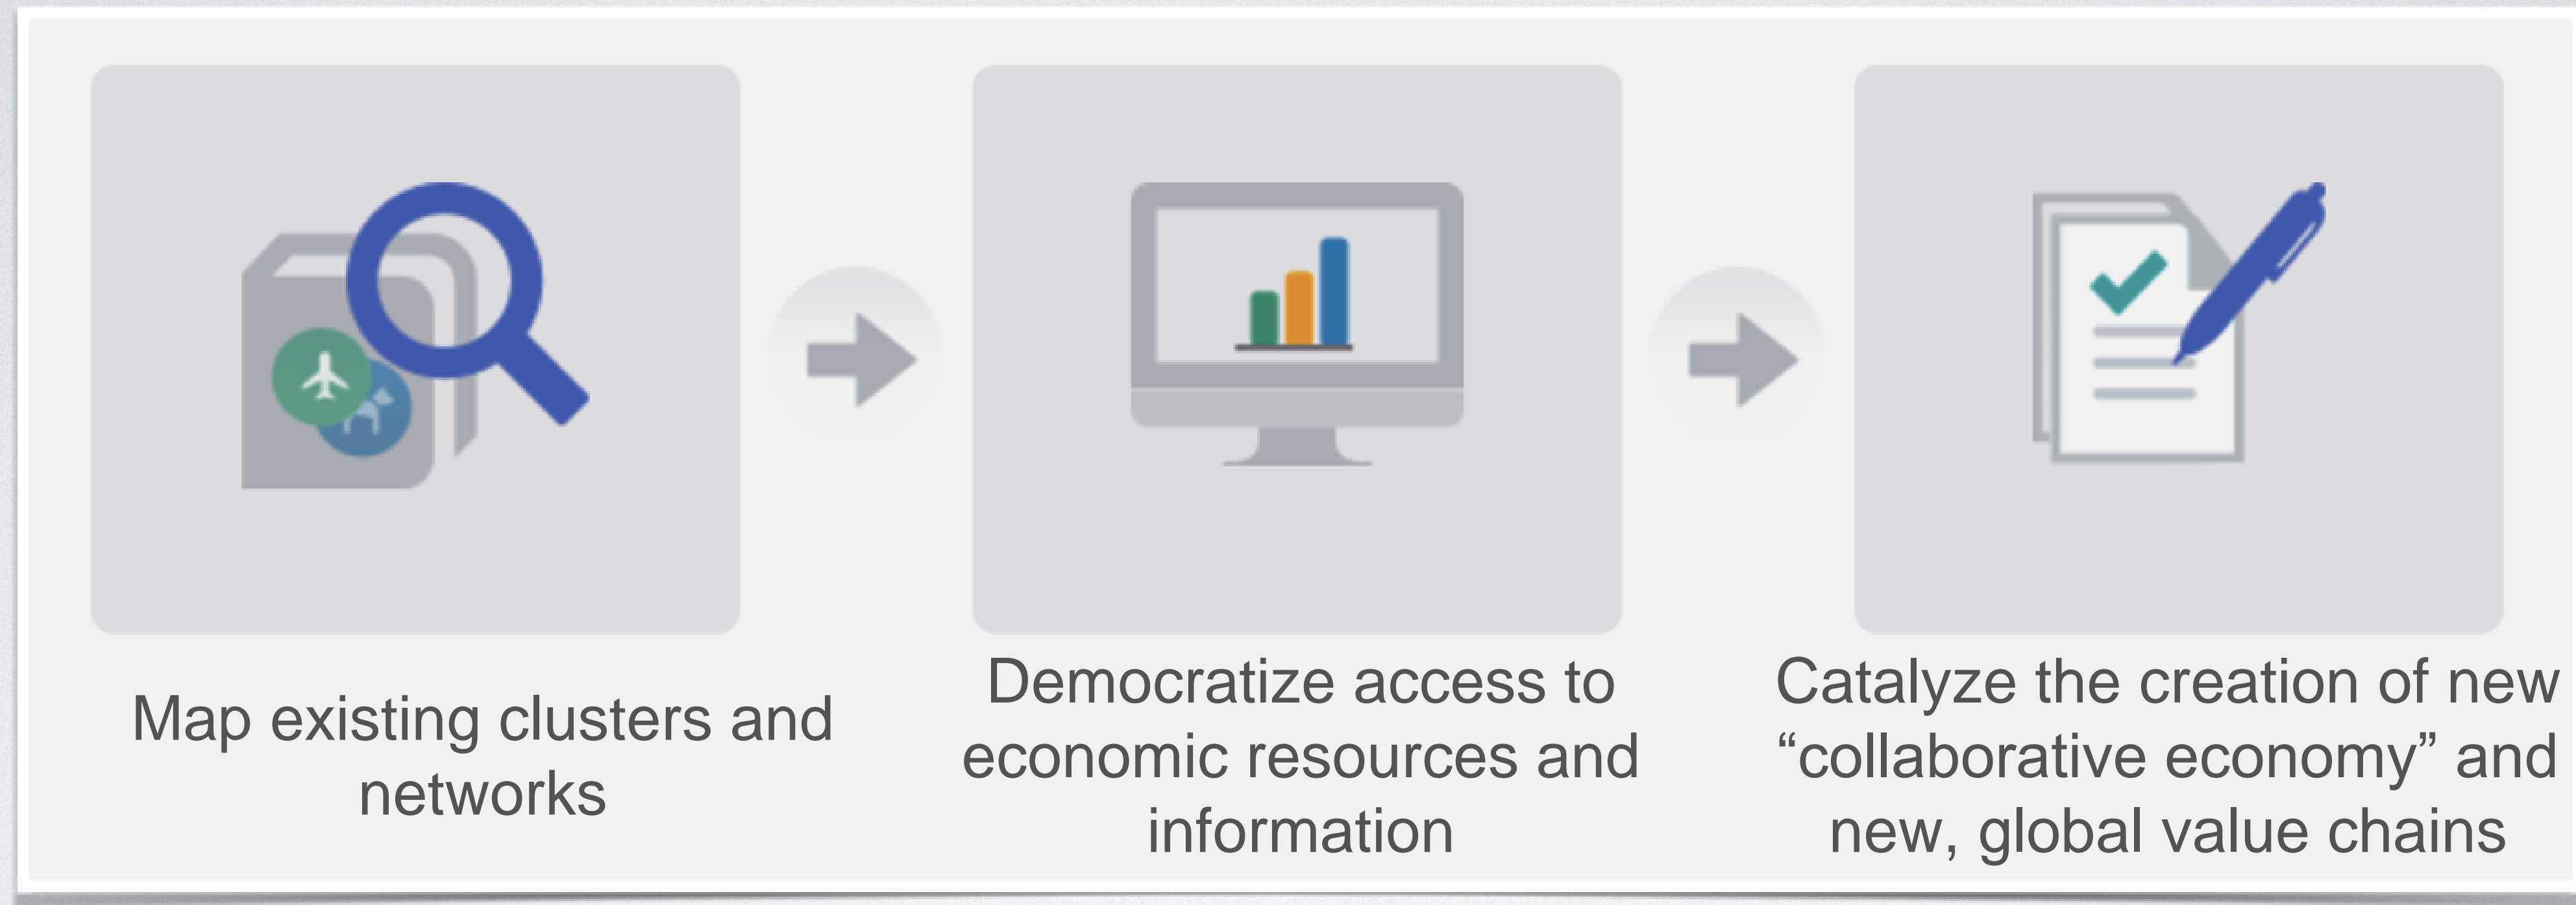 Map existing clusters and
networks
Democratize access to
economic resources and
information
Catalyze the creation of new
“collaborative economy” and
new, global value chains